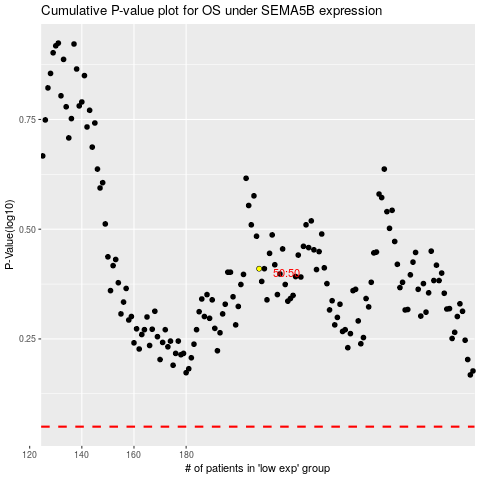 Cumulative P-value plot for OS under SEMA5B expression
P-Value(log10)
0.75
0.50
0.25
50:50
120 140 160 180
# of patients in 'low exp' group